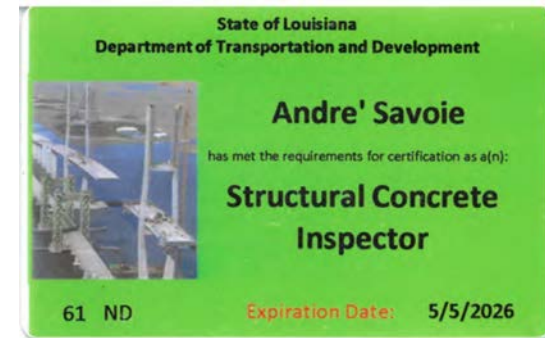 State of Louisiana
Department of Transportation and Development
Andre' Savoie
has met the requirements for certification as a(n):
Structural Concrete
Inspector
61 ND Expiration Date: 5/5/2026